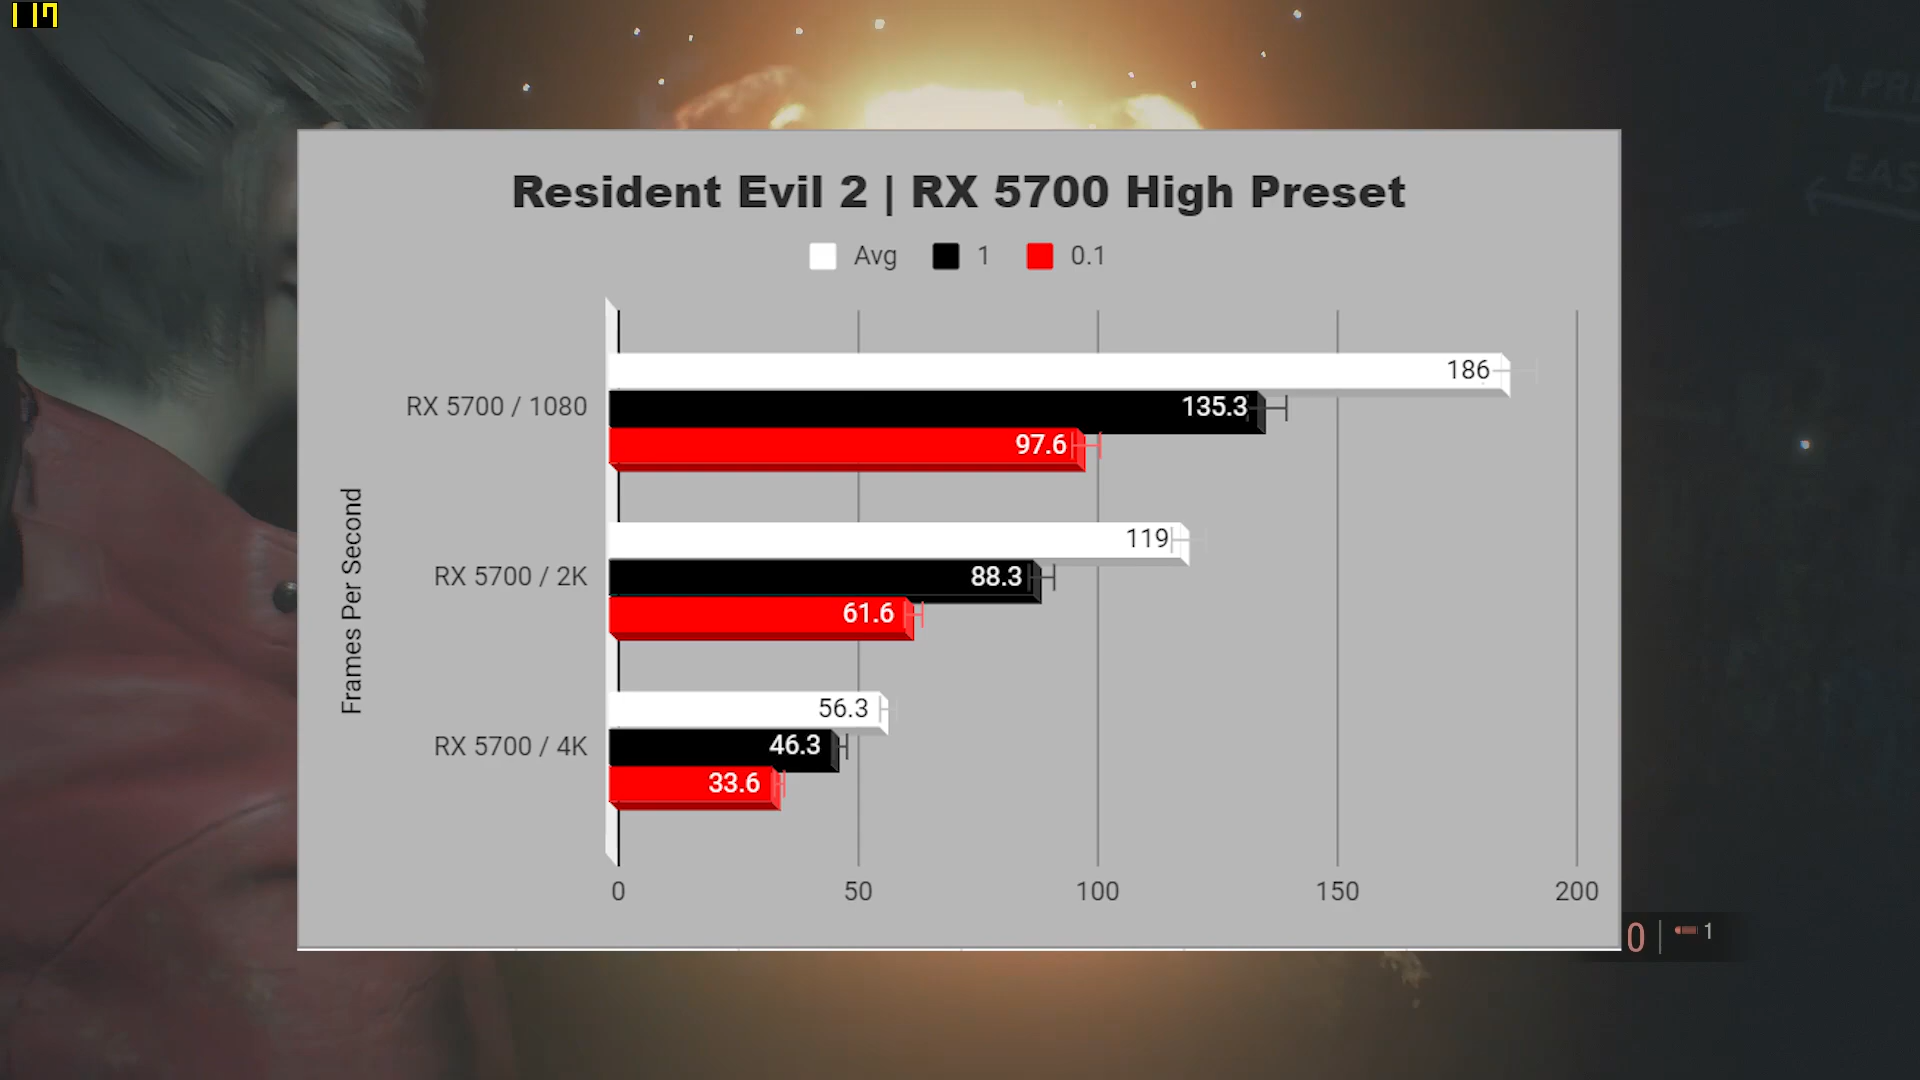 117
Resident Evil 2 | RX 5700 High Preset
Avg 1 0.1
Frames Per Second
RX 5700 / 1080
186
135.3
97.6
RX 5700 / 2K
119
88.3
61.6
RX 5700 / 4K
56.3
46.3
33.6
0 50 100 150 200
0 | 1